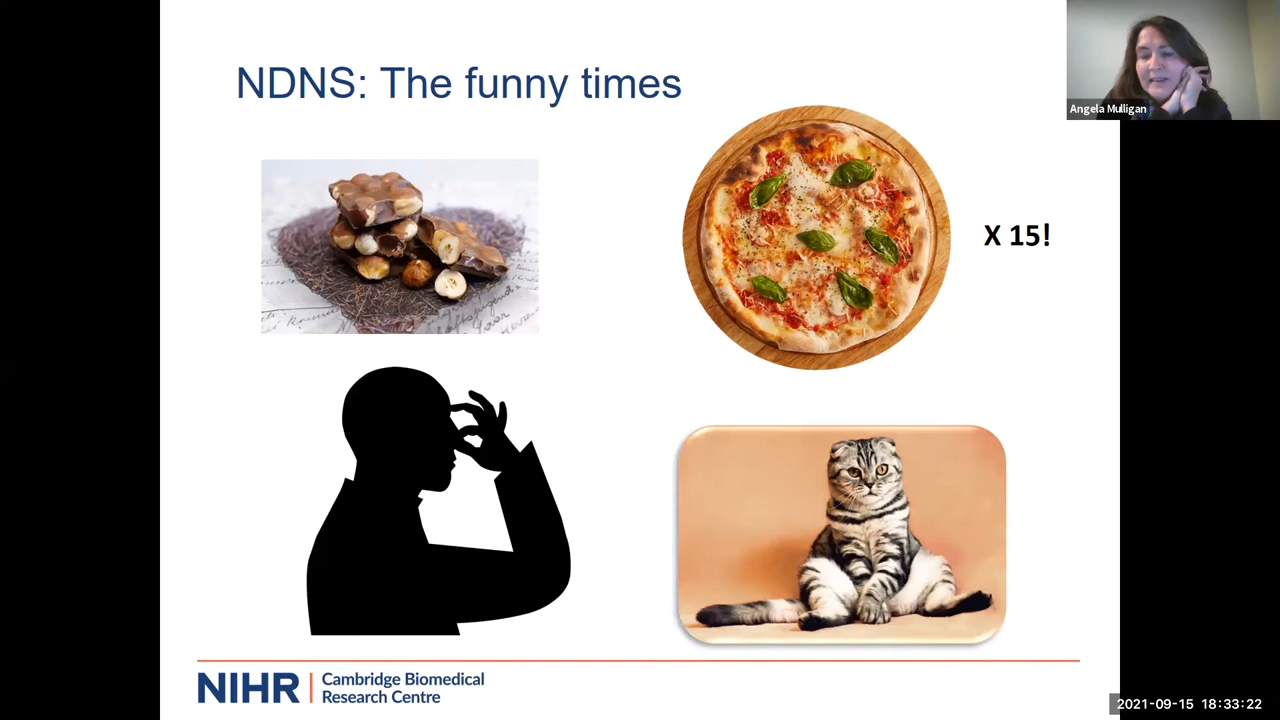 NDNS: The funny times
Angela Mulligan
X 15!
NIHR | Cambridge Biomedical
Research Centre
2021-09-15 18:33:22